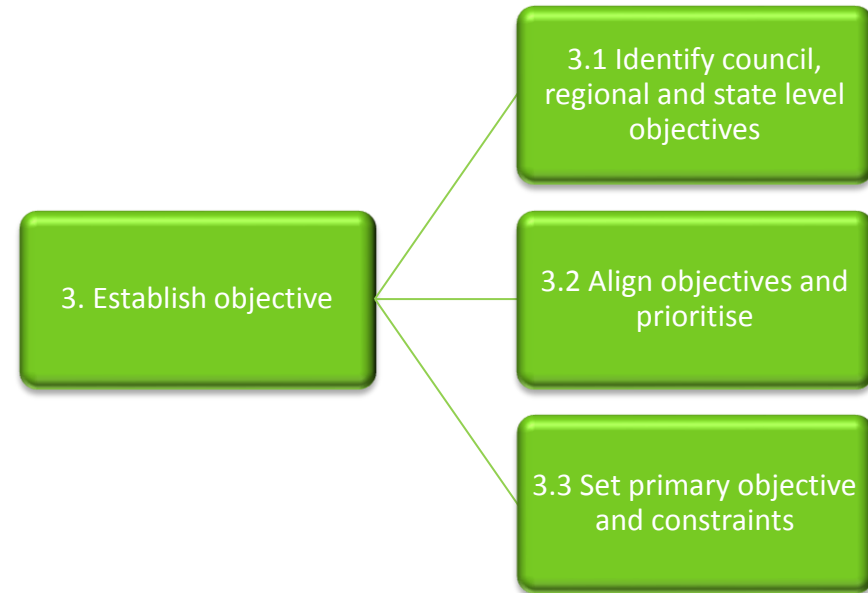 3.1 Identify council,
regional and state level
objectives
3. Establish objective
3.2 Align objectives and
prioritise
3.3 Set primary objective
and constraints